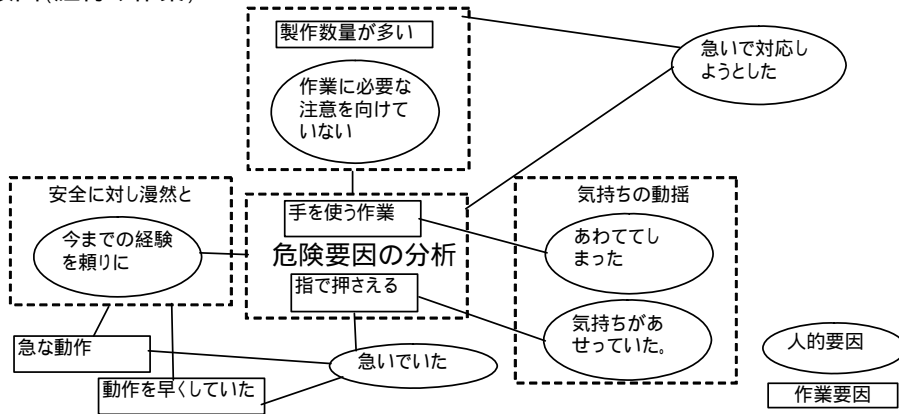 製作数量が多い
急いで対応し
ようとした
作業に必要な
注意を向けて
いない
安全に対し漫然と
今までの経験
を頼りに
手を使う作業
危険要因の分析
指で押さえる
気持ちの動揺
あわててし
まった
気持ちがあ
せっていた。
急な動作
動作を早くしていた
急いでいた
人的要因
作業要因